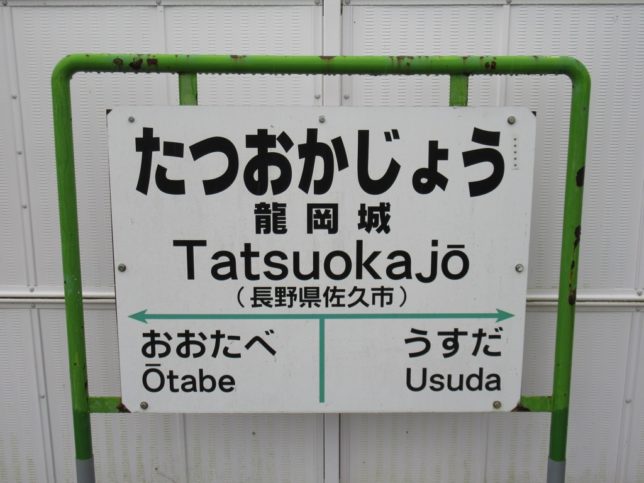 たつおかじょう
龍岡城
Tatsuokajō
（長野県佐久市）
おおたべ
Ōtabe
うすだ
Usuda